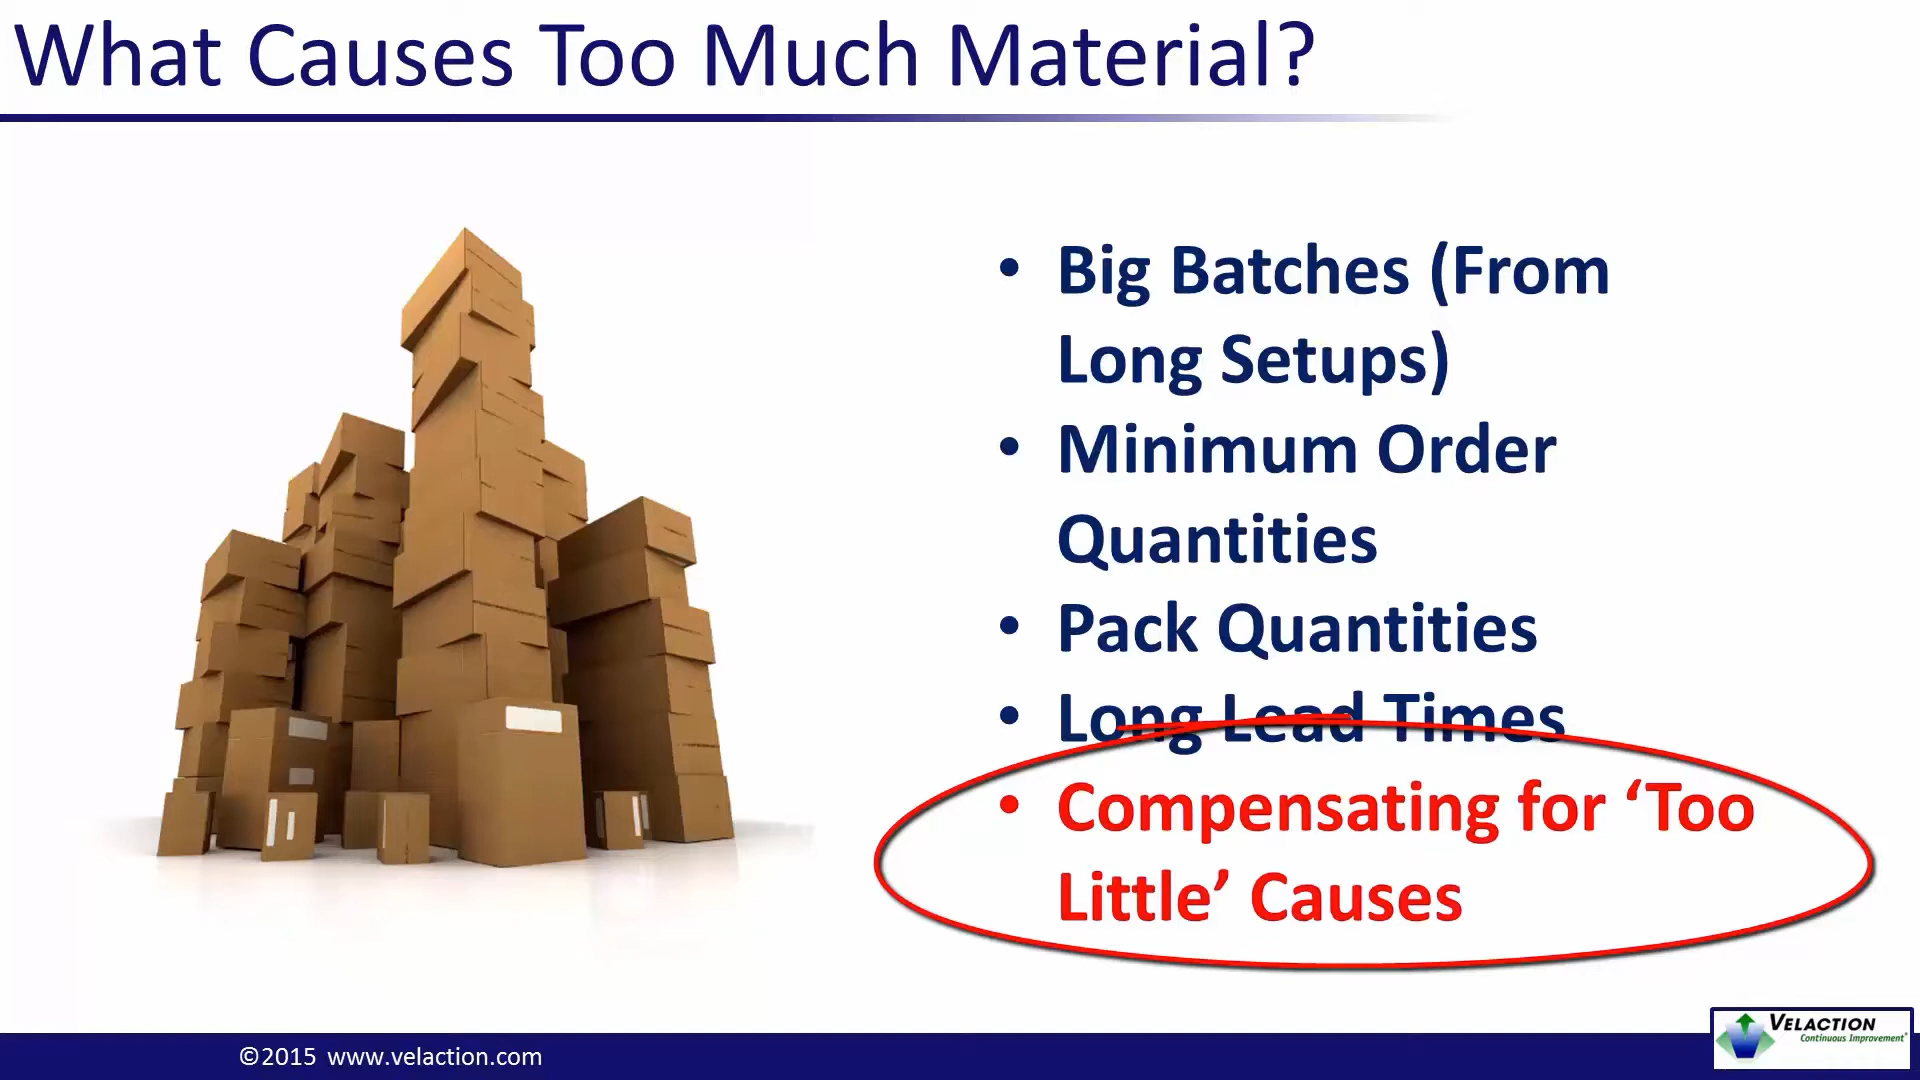 What Causes Too Much Material?
• Big Batches (From
Long Setups)
• Minimum Order
Quantities
• Pack Quantities
• Long Lead Times
• Compensating for ‘Too
Little’ Causes
©2015 www.velaction.com
VELACTION
Continuous Improvement®